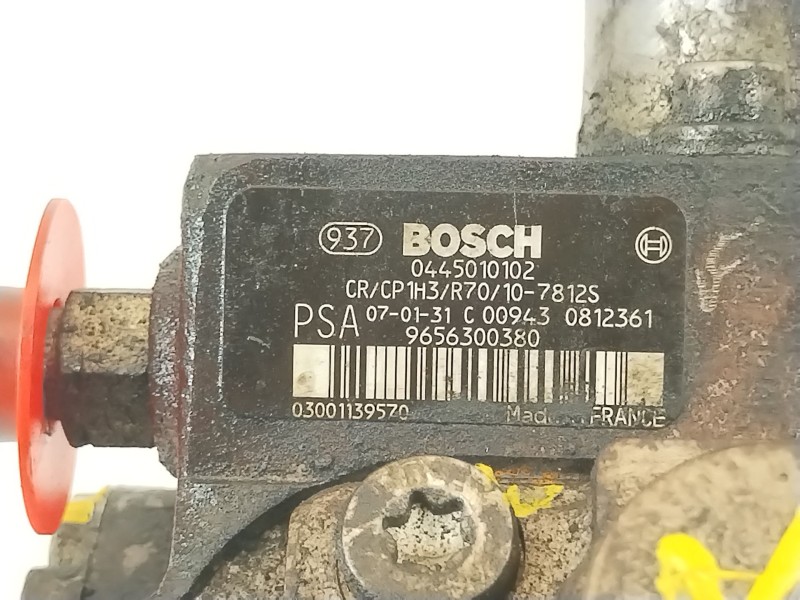 937 BOSCH
0445010102
CR/CP1H3/R70/10-7812S
PSA 07-01-31 C 00943 0812361
9656300380
03001139570 FRANCE